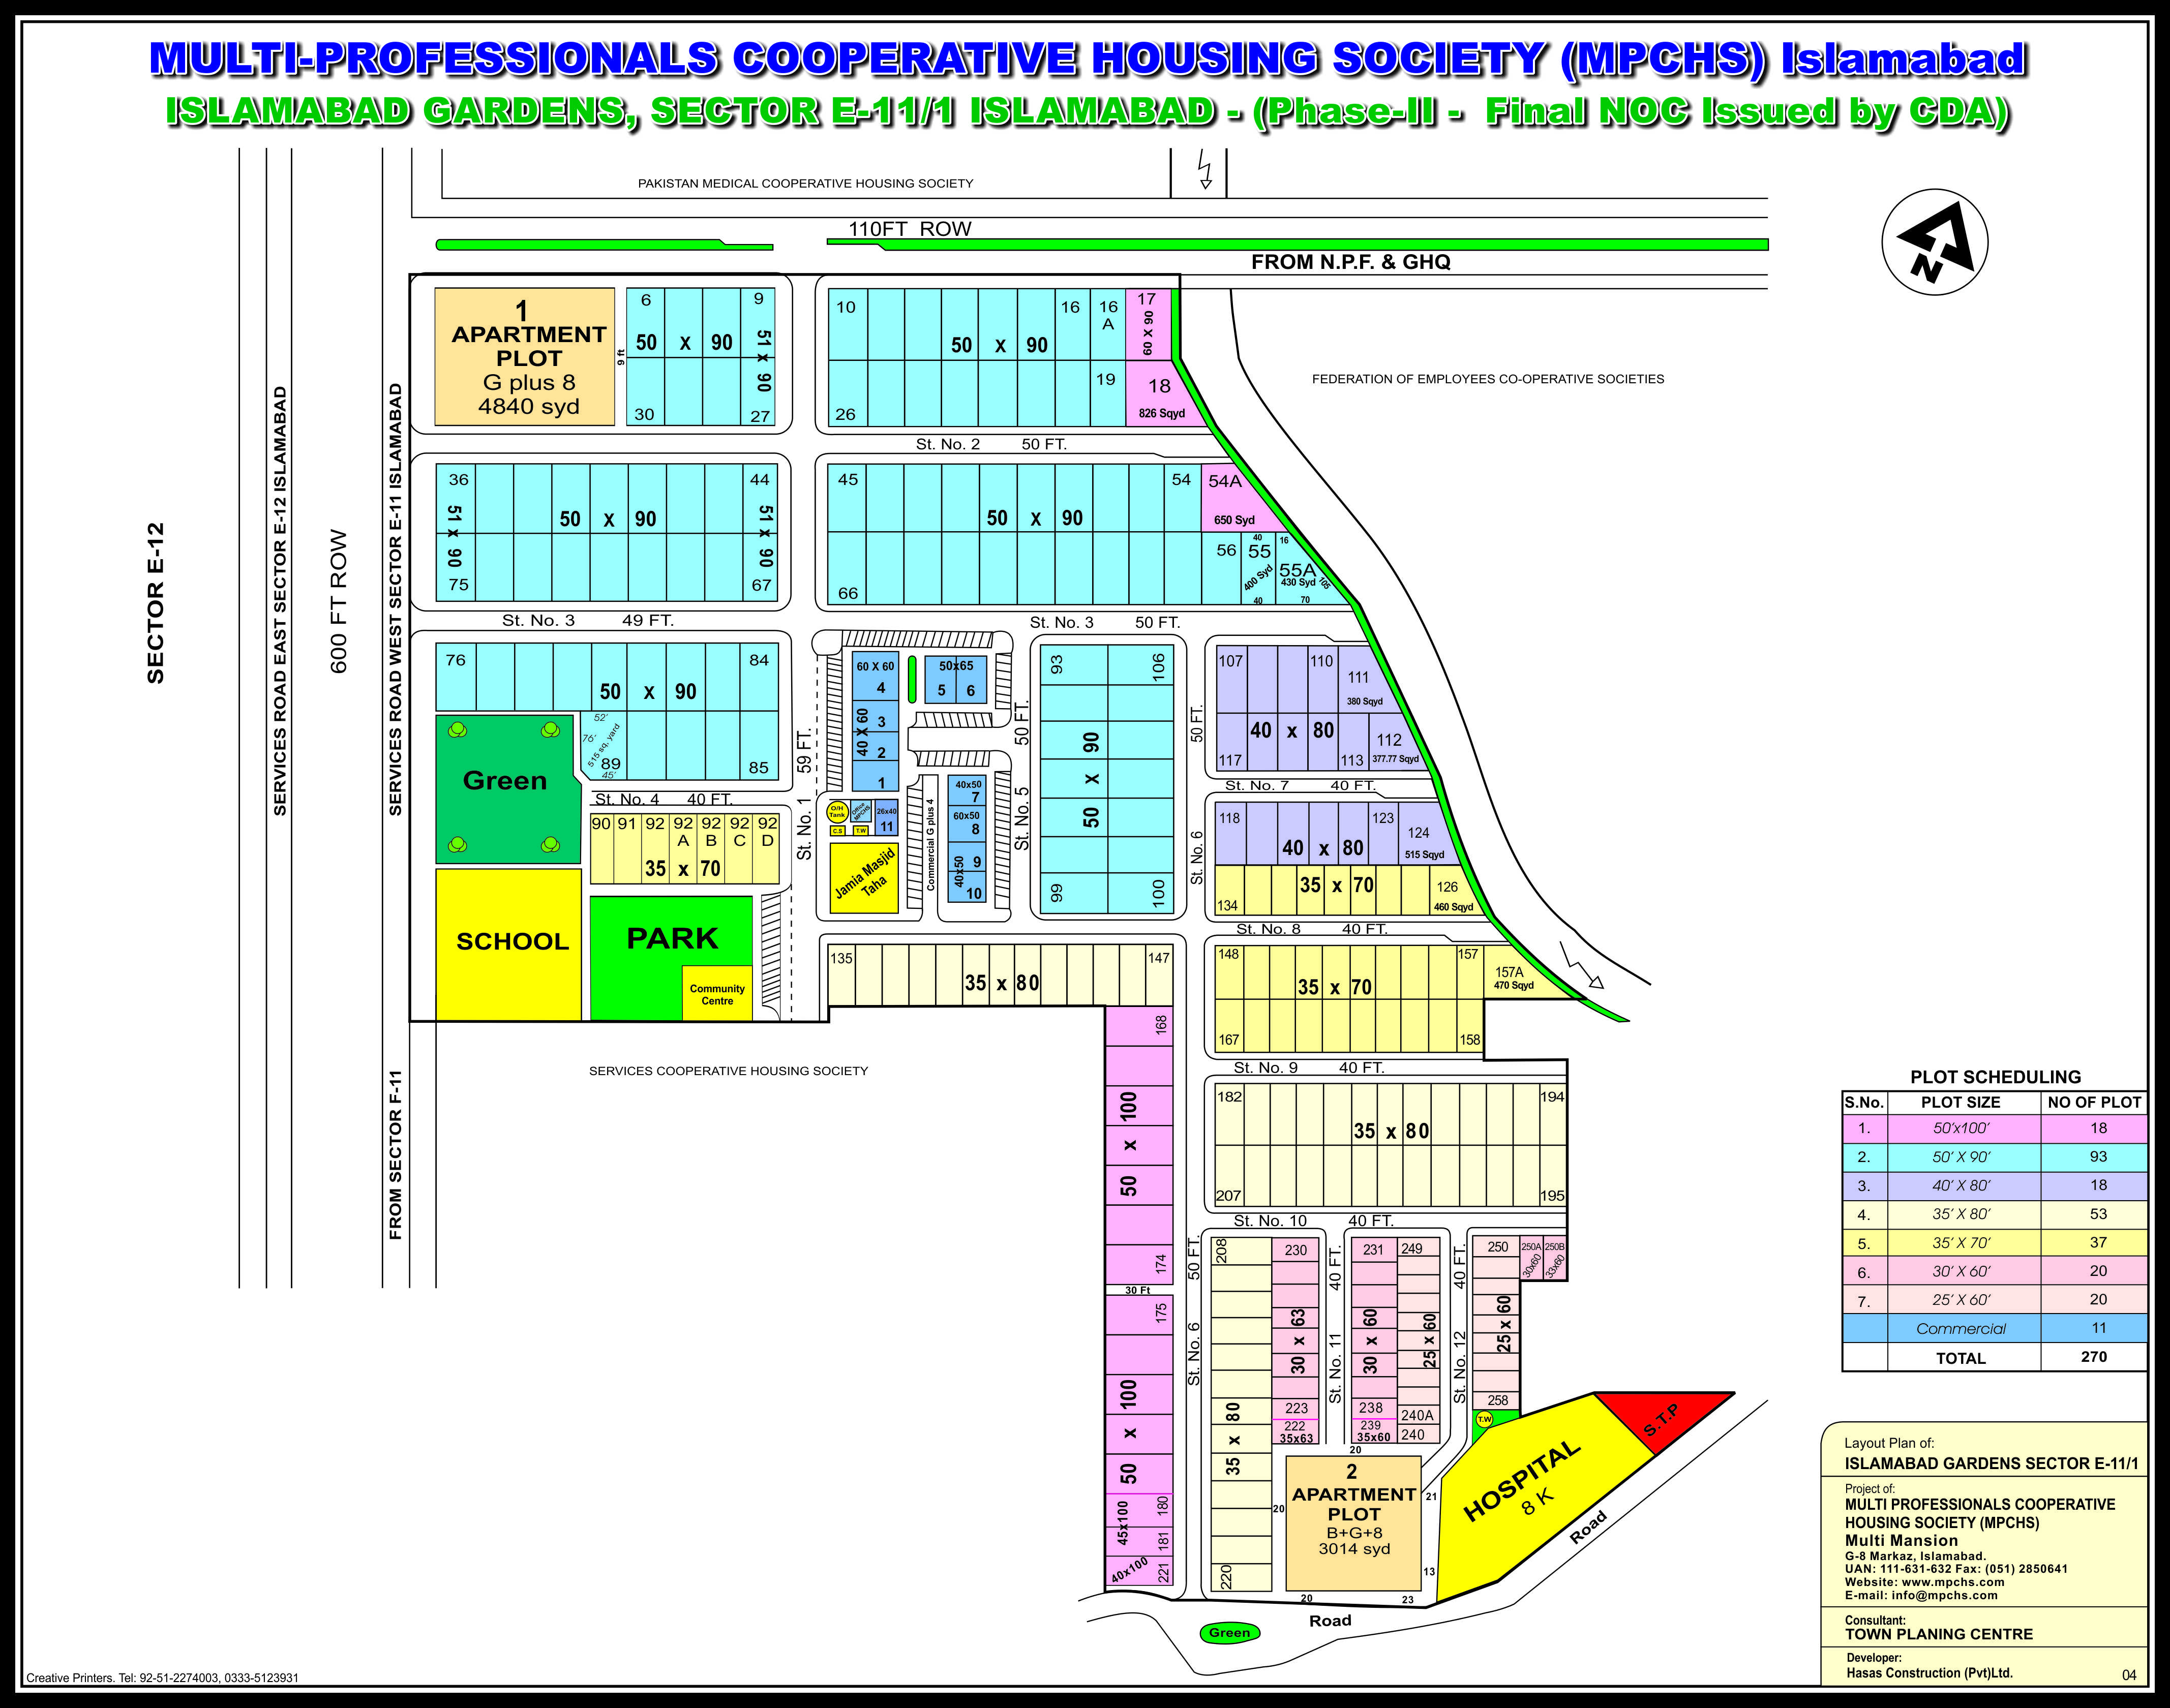 MULTI-PROFESSIONALS COOPERATIVE HOUSING SOCIETY (MPCHS) Islamabad
ISLAMABAD GARDENS, SECTOR E-11/1 ISLAMABAD - (Phase-II - Final NOC Issued by CDA)
PAKISTAN MEDICAL COOPERATIVE HOUSING SOCIETY
110FT ROW
FROM N.P.F. & GHQ
N
FEDERATION OF EMPLOYEES CO-OPERATIVE SOCIETIES
SECTOR E-12
SERVICES ROAD EAST SECTOR E-12 ISLAMABAD
600 FT ROW
SERVICES ROAD WEST SECTOR E-11 ISLAMABAD
FROM SECTOR F-11
1
APARTMENT
PLOT
G plus 8
4840 syd
9 ft
6 9
50 x 90
51 x 90
30 27
10 16 16 A 17
50 x 90
60 X 90
26 19 18
826 Sqyd
St. No. 2 50 FT.
36 44
51 x 90
50 x 90
51 x 90
75 67
45 54 54A
50 x 90
650 Syd
66 56 55 55A
40 16
400 Syd
430 Syd
105
40 70
St. No. 3 49 FT.
St. No. 3 50 FT.
76 84
50 x 90
52'
76'
515 sq. yard
89
45'
85
Green
St. No. 4 40 FT.
90 91 92 92 A 92 B 92 C 92 D
35 x 70
SCHOOL
PARK
Community
Centre
St. No. 1 59 FT.
60 X 60
4
50x65
5 6
40 X 60
3
2
1
O/H
Tank
Office
MPCHS
26x40
11
C.S
T.W
Jamia Masjid
Taha
Commercial G plus 4
40x50
7
60x50
8
40x50
9
10
St. No. 5 50 FT.
93 106
50 x 90
99 100
50 FT.
St. No. 6
107 110 111
380 Sqyd
40 x 80
117 113 112
377.77 Sqyd
St. No. 7 40 FT.
118 123 124
40 x 80
515 Sqyd
35 x 70
134 126
460 Sqyd
St. No. 8 40 FT.
135 147
35 x 80
148 157 157A
35 x 70
470 Sqyd
167 158
St. No. 9 40 FT.
SERVICES COOPERATIVE HOUSING SOCIETY
182 194
35 x 80
207 195
St. No. 10 40 FT.
168
50 x 100
174
30 Ft
175
50 x 100
180
45x100
181
40x100
221
St. No. 6 50 FT.
208
35 x 80
220
230
30 x 63
223
222
35x63
St. No. 11 40 FT.
231 249
30 x 60
25 x 60
238
239
35x60
240A
240
St. No. 12 40 FT.
250 250A 250B
30x60
33x60
25 x 60
258
T.W
20
2
APARTMENT
PLOT
B+G+8
3014 syd
20
21
13
20
23
HOSPITAL
8 K
S.T.P
Road
Road
Green
PLOT SCHEDULING
S.No. PLOT SIZE NO OF PLOT
1. 50'x100' 18
2. 50' X 90' 93
3. 40' X 80' 18
4. 35' X 80' 53
5. 35' X 70' 37
6. 30' X 60' 20
7. 25' X 60' 20
Commercial 11
TOTAL 270
Layout Plan of:
ISLAMABAD GARDENS SECTOR E-11/1
Project of:
MULTI PROFESSIONALS COOPERATIVE
HOUSING SOCIETY (MPCHS)
Multi Mansion
G-8 Markaz, Islamabad.
UAN: 111-631-632 Fax: (051) 2850641
Website: www.mpchs.com
E-mail: info@mpchs.com
Consultant:
TOWN PLANING CENTRE
Developer:
Hasas Construction (Pvt)Ltd.
04
Creative Printers. Tel: 92-51-2274003, 0333-5123931